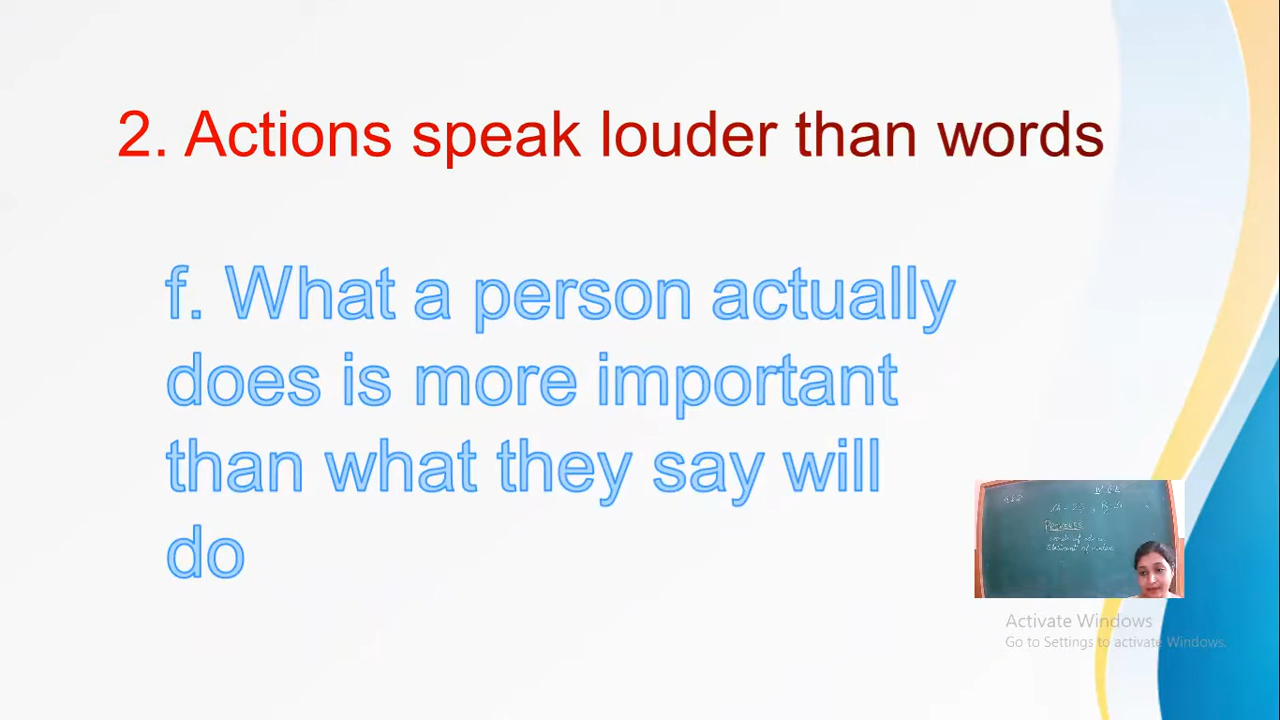 2. Actions speak louder than words
f. What a person actually
does is more important
than what they say will
do
PROVERBS
Activate Windows
Go to Settings to activate Windows.